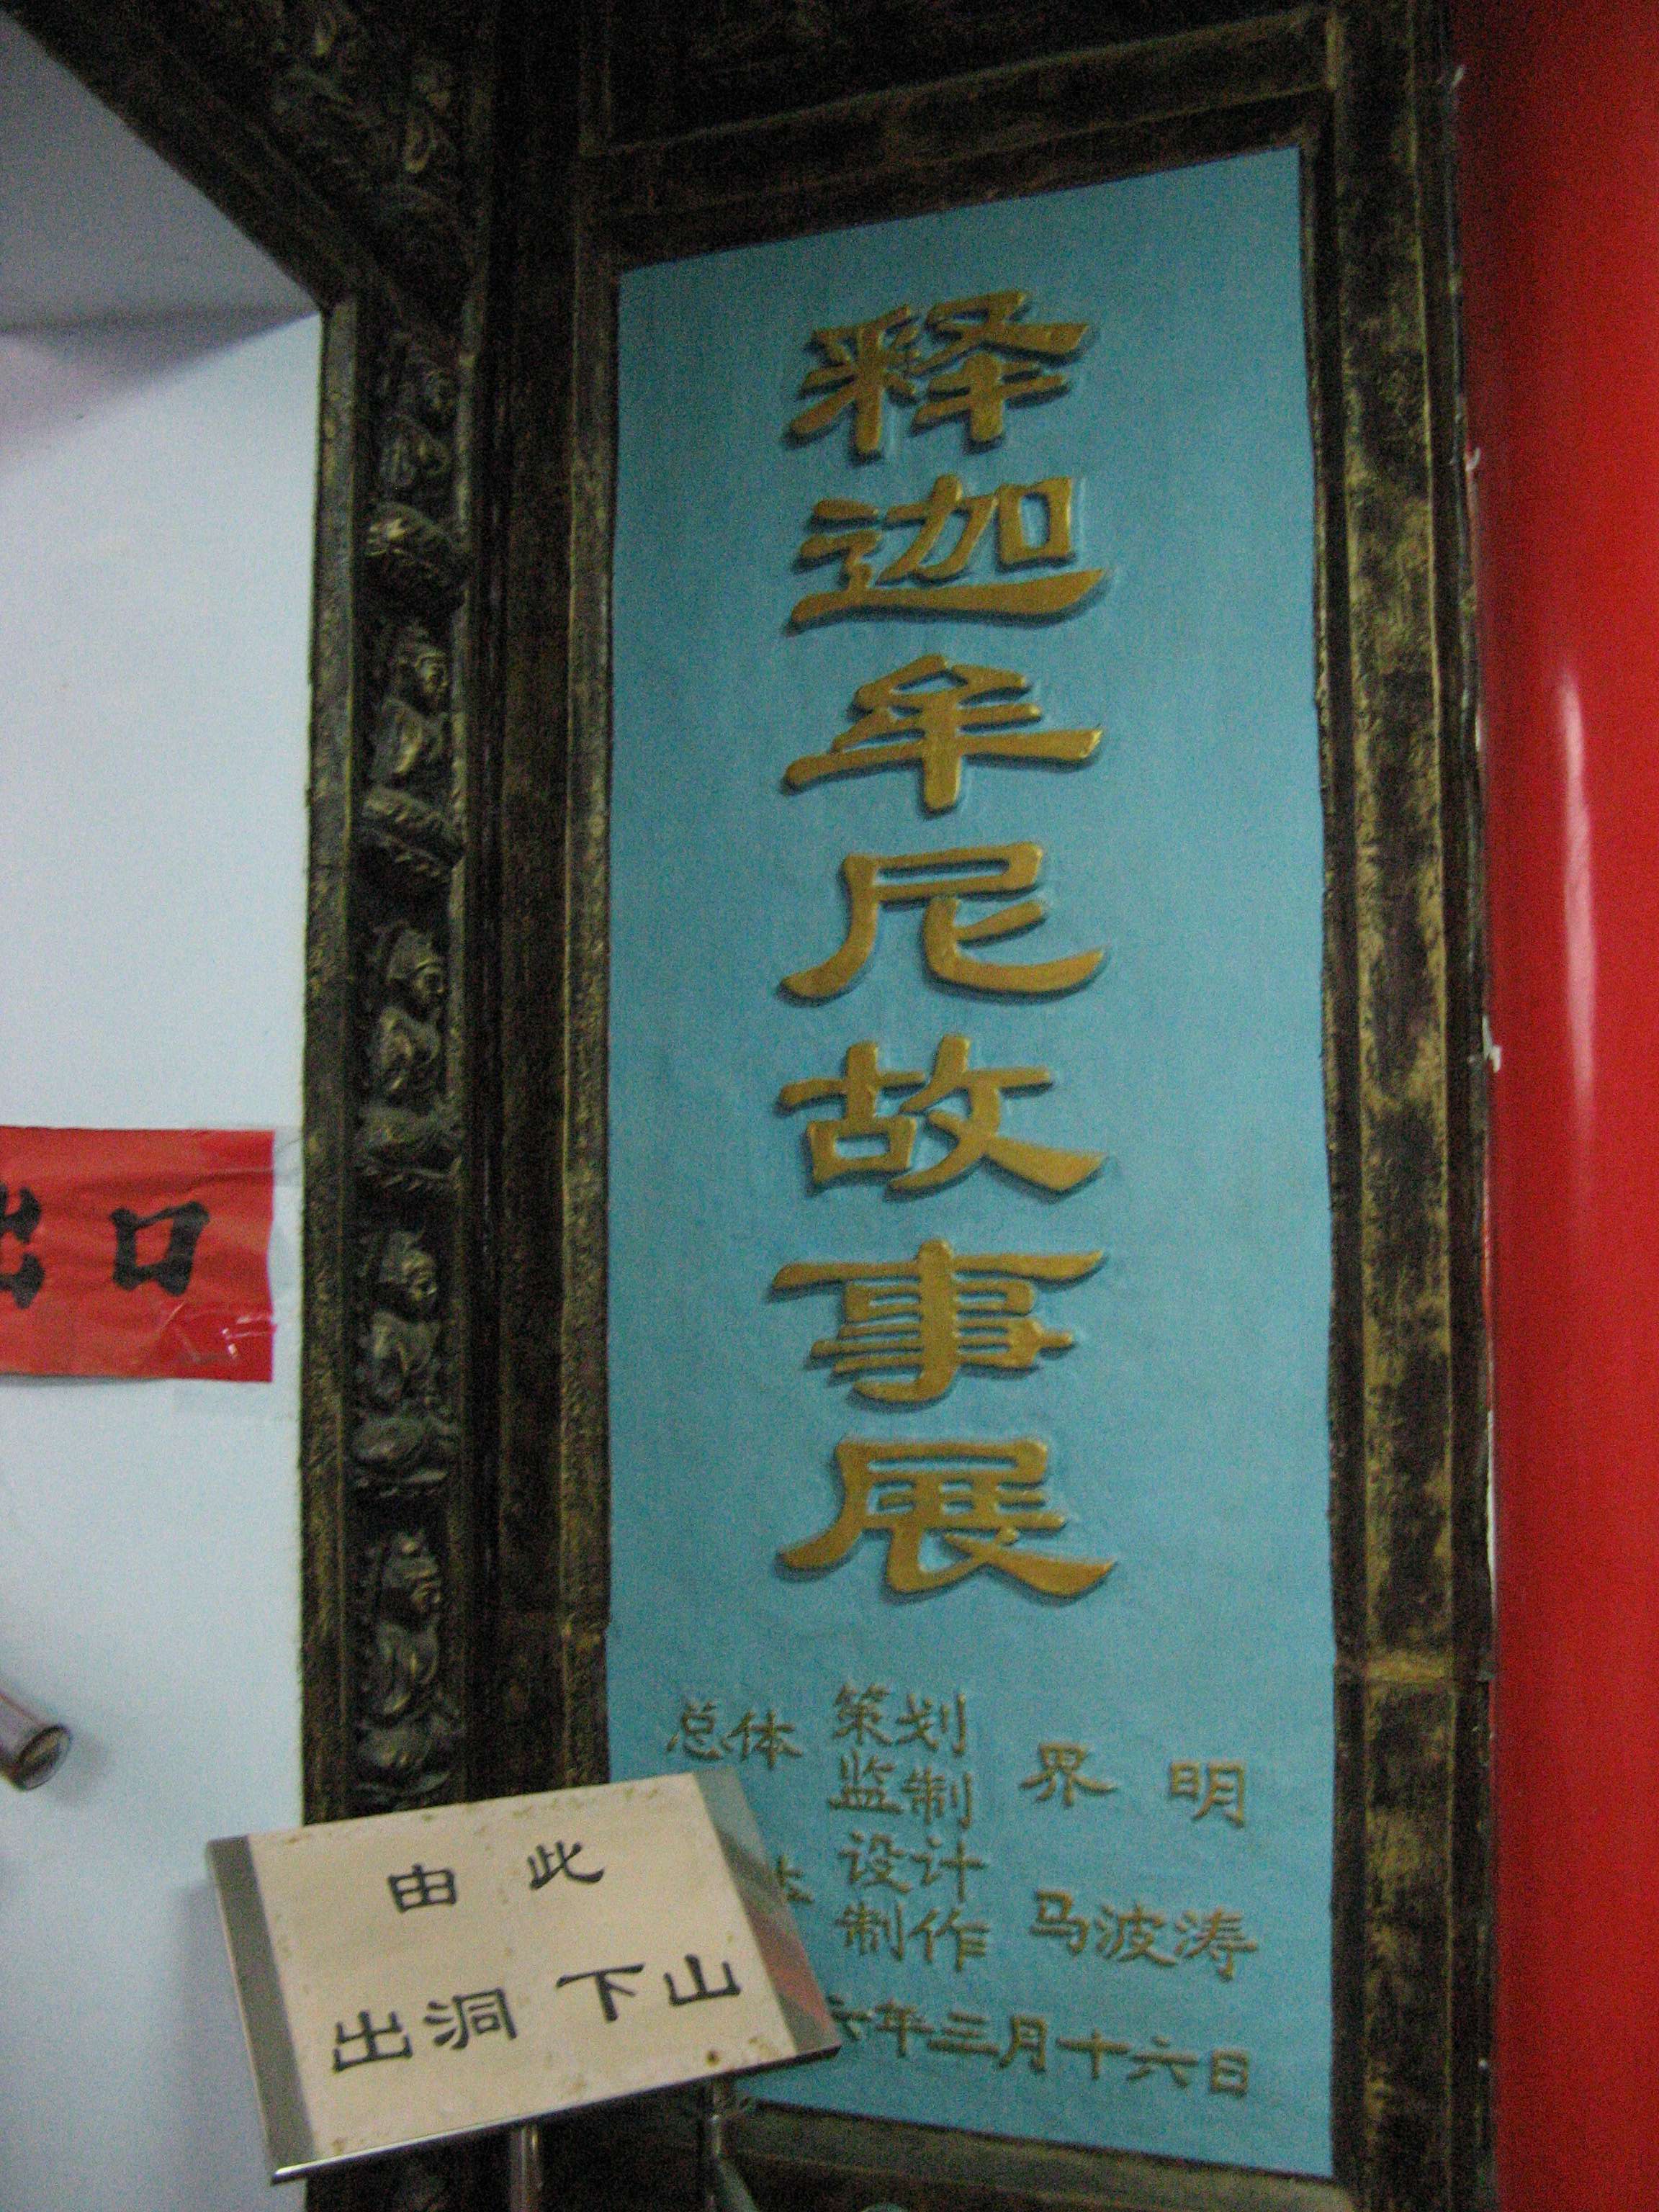 释迦牟尼故事展
总体 策划 监制 界明
设计 制作 马波涛
年三月十六日
出口
由此
出洞 下山